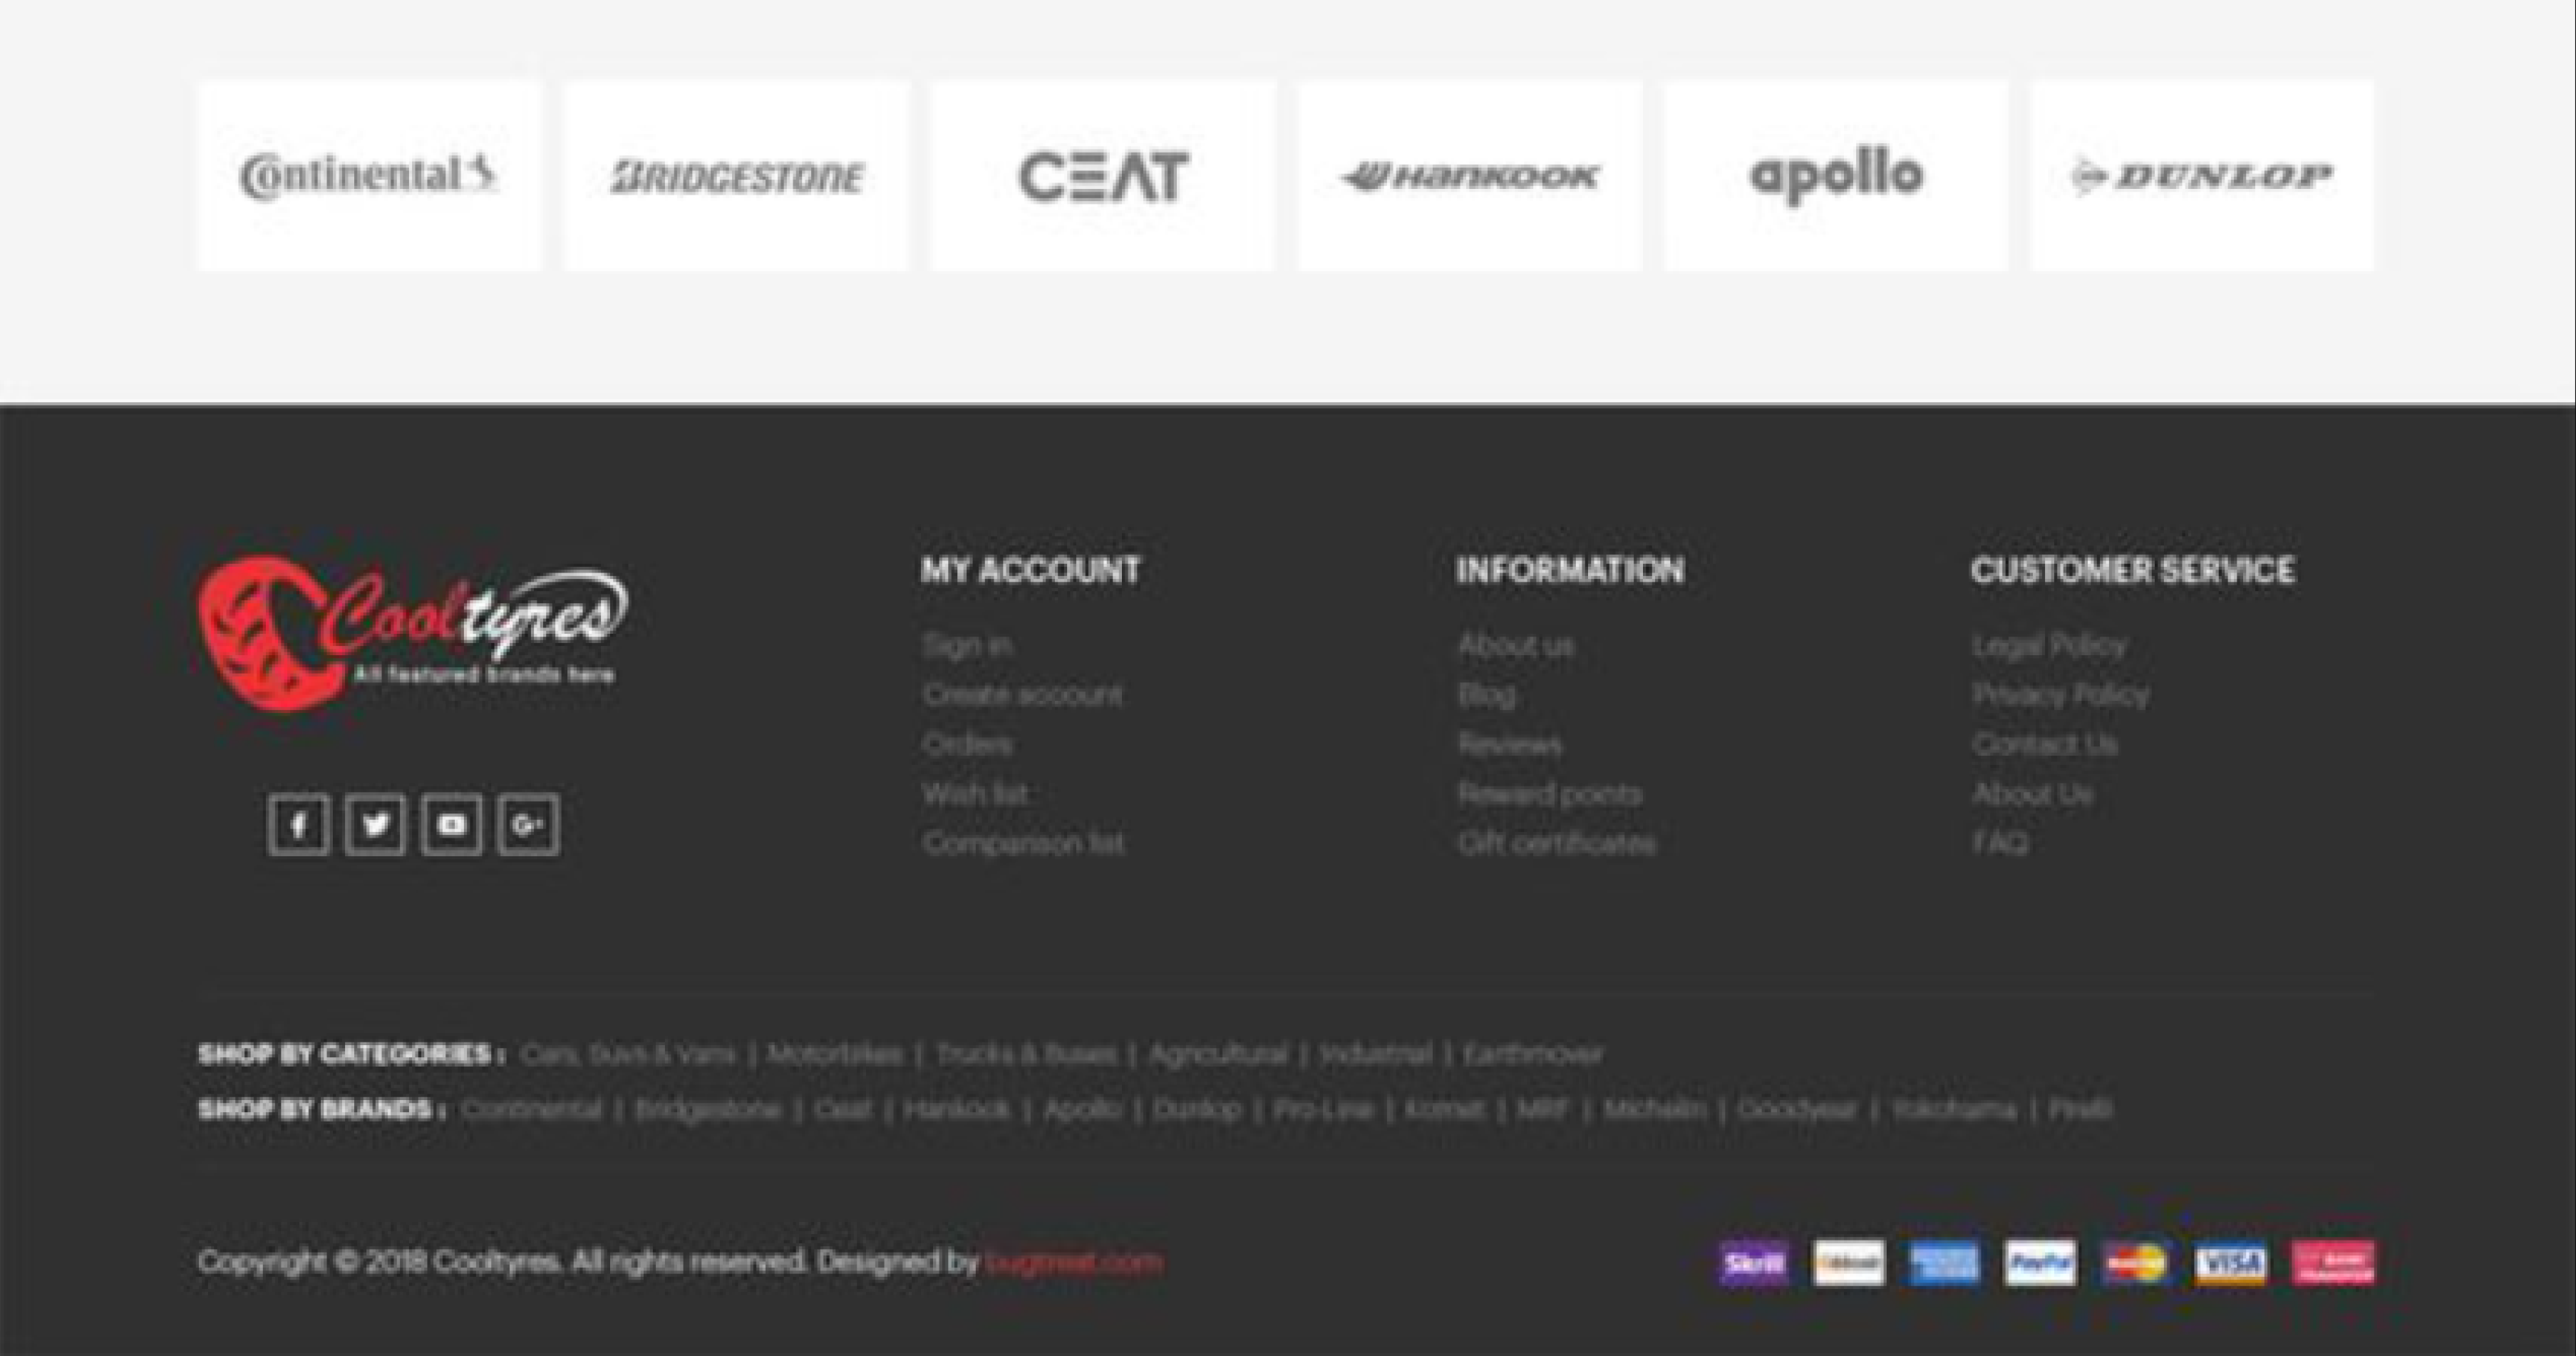 Continental
BRIDGESTONE
CEAT
HANKOOK
apollo
DUNLOP
Cooltyres
All featured brands here
MY ACCOUNT
Sign in
Create account
Orders
Wish list
Comparison list
INFORMATION
About us
Blog
Reviews
Reward points
Gift certificates
CUSTOMER SERVICE
Legal Policy
Privacy Policy
Contact Us
About Us
FAQ
SHOP BY CATEGORIES : Cars, Suvs & Vans | Motorbikes | Trucks & Buses | Agricultural | Industrial | Earthmover
SHOP BY BRANDS : Continental | Bridgestone | Ceat | Hankook | Apollo | Dunlop | Pro-Line | Komet | MRF | Michelin | Goodyear | Yokohama | Pirelli
Copyright © 2018 Cooltyres. All rights reserved. Designed by
Skrill
PayPal
VISA